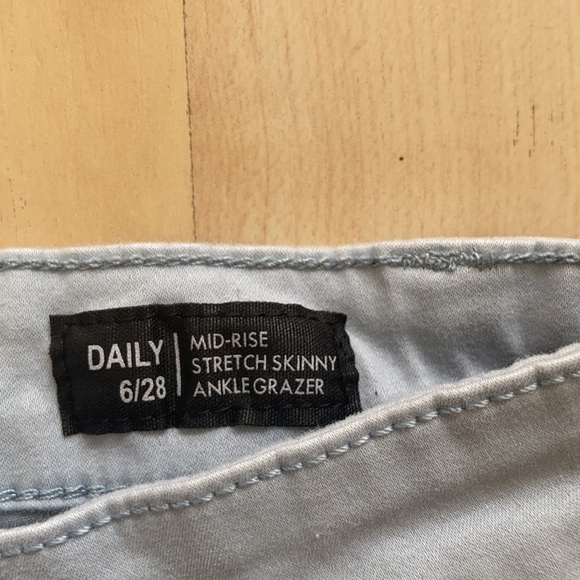 DAILY
6/28
MID-RISE
STRETCH SKINNY
ANKLE GRAZER